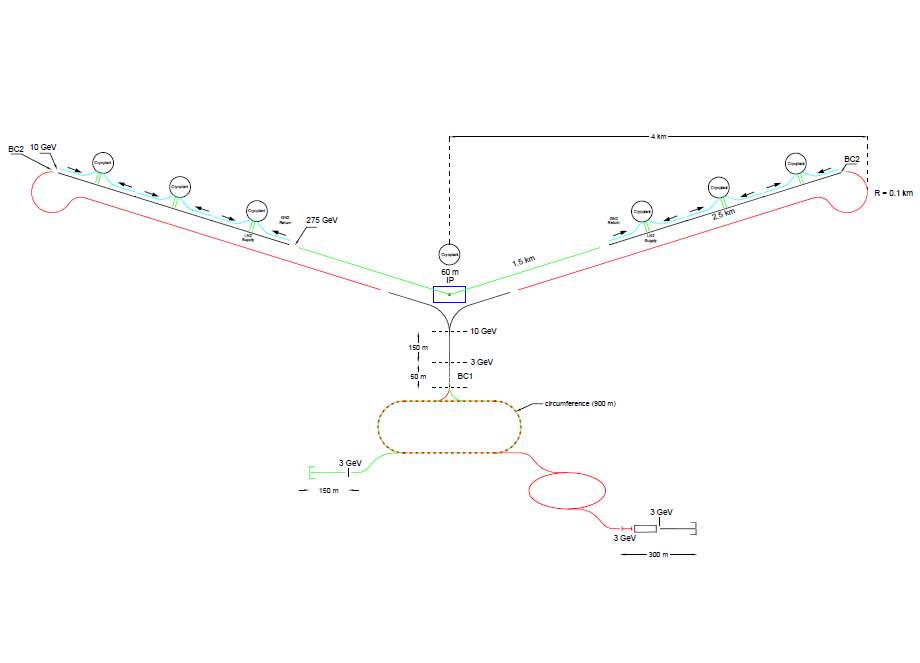 4 km
BC2 10 GeV
BC2
Cryoplant
Cryoplant
Cryoplant
Cryoplant
Cryoplant
Cryoplant
R = 0.1 km
GN2
Return
275 GeV
LN2
Supply
GN2
Return
2.5 km
LN2
Supply
Cryoplant
1.5 km
60 m
IP
10 GeV
150 m
3 GeV
50 m
BC1
circumference (900 m)
3 GeV
150 m
3 GeV
3 GeV
300 m